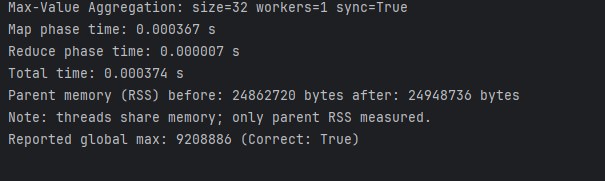 Max-Value Aggregation: size=32 workers=1 sync=True
Map phase time: 0.000367 s
Reduce phase time: 0.000007 s
Total time: 0.000374 s
Parent memory (RSS) before: 24862720 bytes after: 24948736 bytes
Note: threads share memory; only parent RSS measured.
Reported global max: 9208886 (Correct: True)